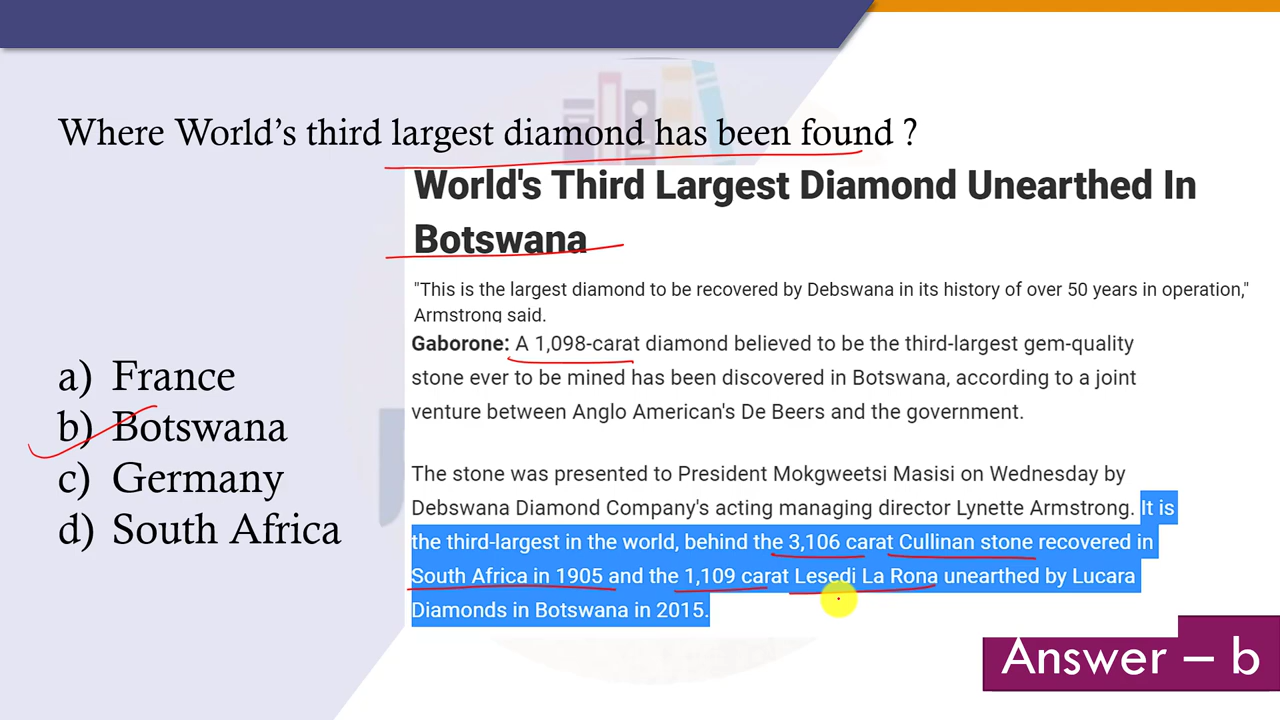 Where World's third largest diamond has been found ?
World's Third Largest Diamond Unearthed In
Botswana
"This is the largest diamond to be recovered by Debswana in its history of over 50 years in operation,"
Armstrong said.
Gaborone: A 1,098-carat diamond believed to be the third-largest gem-quality
stone ever to be mined has been discovered in Botswana, according to a joint
venture between Anglo American's De Beers and the government.
The stone was presented to President Mokgweetsi Masisi on Wednesday by
Debswana Diamond Company's acting managing director Lynette Armstrong. It is
the third-largest in the world, behind the 3,106 carat Cullinan stone recovered in
South Africa in 1905 and the 1,109 carat Lesedi La Rona unearthed by Lucara
Diamonds in Botswana in 2015.
a) France
b) Botswana
c) Germany
d) South Africa
Answer – b